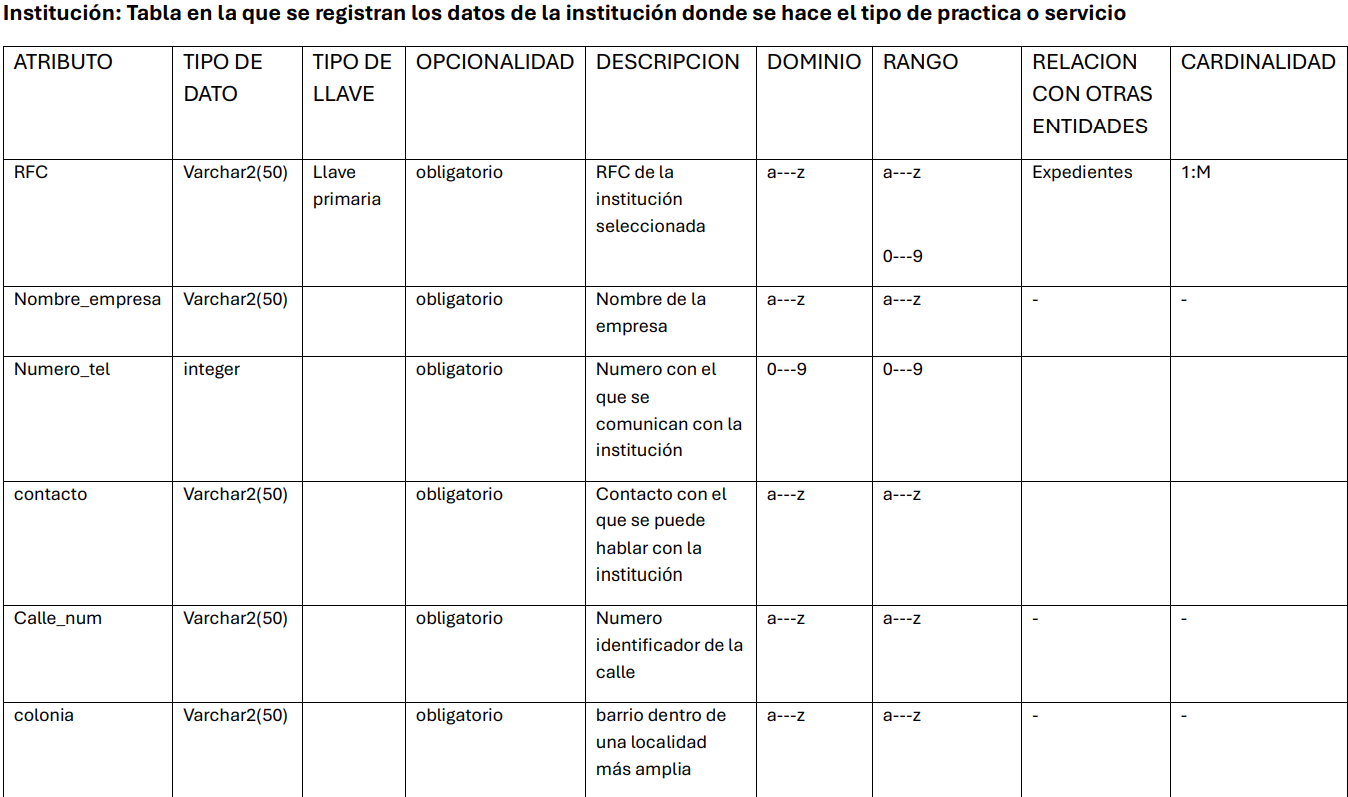 Institución: Tabla en la que se registran los datos de la institución donde se hace el tipo de practica o servicio
ATRIBUTO TIPO DE DATO TIPO DE LLAVE OPCIONALIDAD DESCRIPCION DOMINIO RANGO RELACION CON OTRAS ENTIDADES CARDINALIDAD
RFC Varchar2(50) Llave primaria obligatorio RFC de la institución seleccionada a---z a---z 0---9 Expedientes 1:M
Nombre_empresa Varchar2(50) obligatorio Nombre de la empresa a---z a---z - -
Numero_tel integer obligatorio Numero con el que se comunican con la institución 0---9 0---9
contacto Varchar2(50) obligatorio Contacto con el que se puede hablar con la institución a---z a---z
Calle_num Varchar2(50) obligatorio Numero identificador de la calle a---z a---z - -
colonia Varchar2(50) obligatorio barrio dentro de una localidad más amplia a---z a---z - -